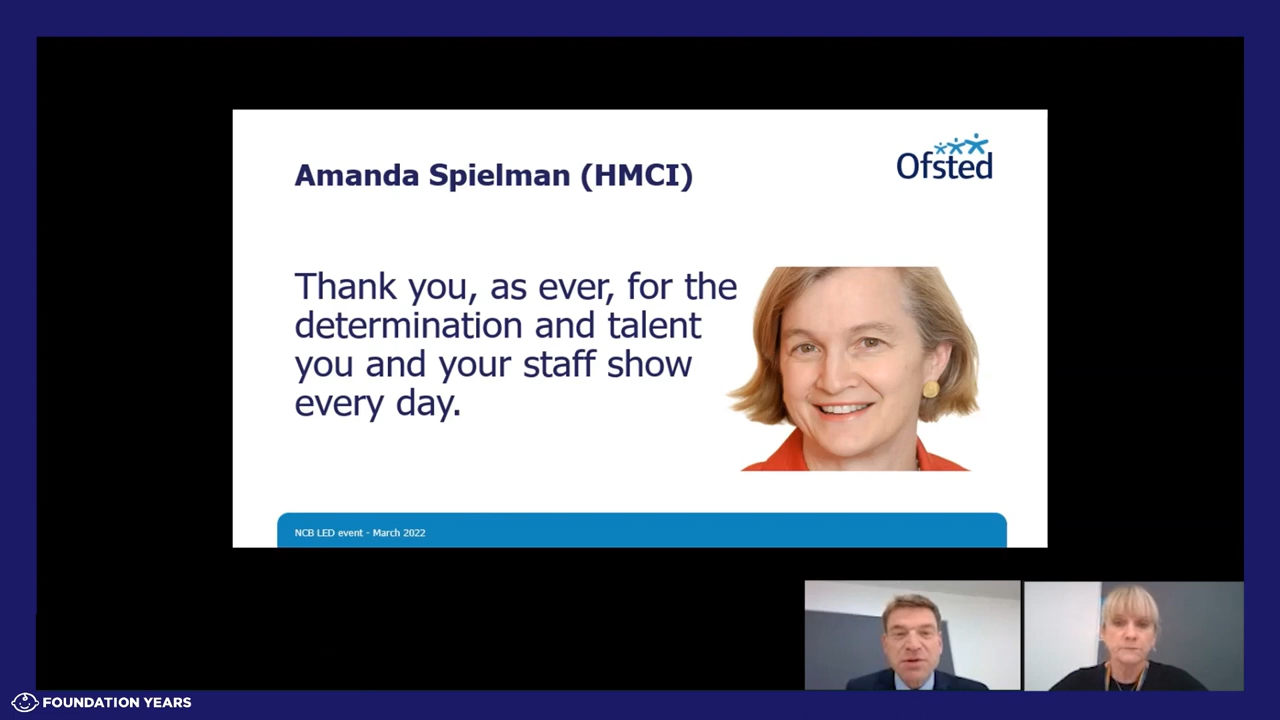 Amanda Spielman (HMCI)
Ofsted
Thank you, as ever, for the
determination and talent
you and your staff show
every day.
NCB LED event - March 2022
FOUNDATION YEARS